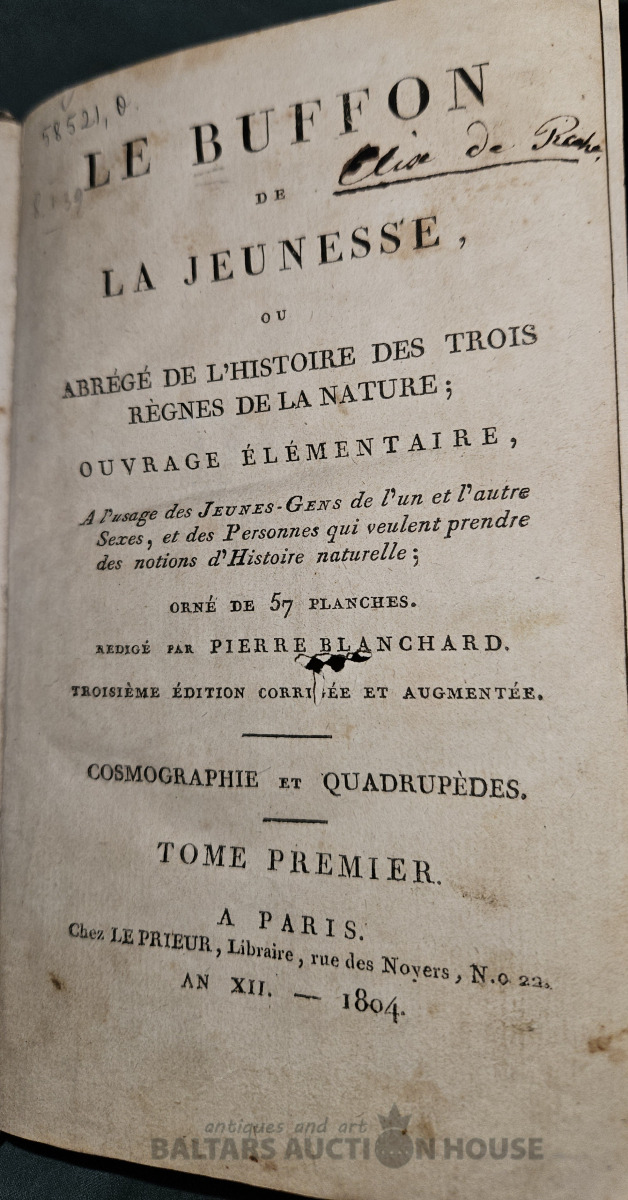 58521, 0.
LE BUFFON
Elise de
DE
LA JEUNESSE,
OU
ABRÉGÉ DE L'HISTOIRE DES TROIS
RÈGNES DE LA NATURE;
OUVRAGE ÉLÉMENTAIRE,
A l'usage des JEUNES-GENS de l'un et l'autre
Sexes, et des Personnes qui veulent prendre
des notions d'Histoire naturelle;
ORNÉ DE 57 PLANCHES.
REDIGÉ PAR PIERRE BLANCHARD.
TROISIÈME ÉDITION CORRIGÉE ET AUGMENTÉE.
COSMOGRAPHIE ET QUADRUPÈDES.
TOME PREMIER.
A PARIS.
Chez LE PRIEUR, Libraire, rue des Noyers, N.o 22.
AN XII. — 1804.
antiques and art
BALTARS AUCTION HOUSE